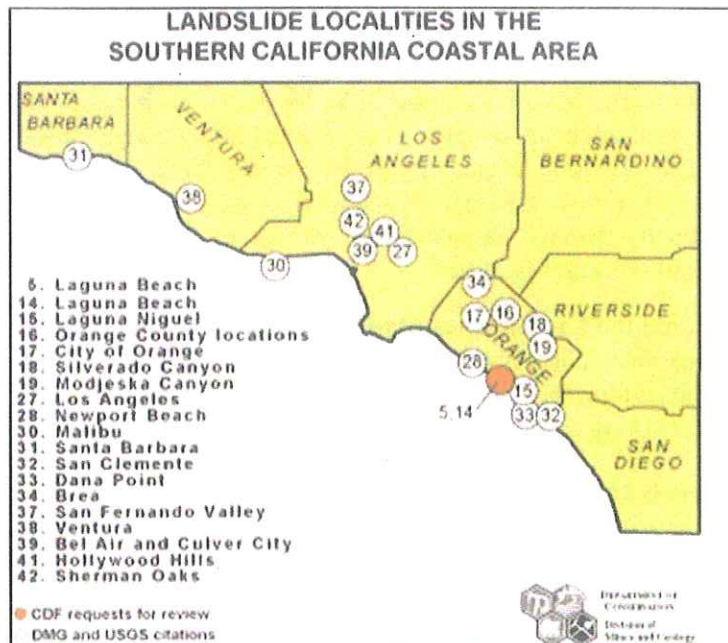 LANDSLIDE LOCALITIES IN THE
SOUTHERN CALIFORNIA COASTAL AREA
SANTA
BARBARA
VENTURA
LOS
ANGELES
SAN
BERNARDINO
RIVERSIDE
ORANGE
SAN
DIEGO
31
38
30
37
42
41
39
27
34
17
16
18
19
28
15
5,14
33
32
5. Laguna Beach
14. Laguna Beach
15. Laguna Niguel
16. Orange County locations
17. City of Orange
18. Silverado Canyon
19. Modjeska Canyon
27. Los Angeles
28. Newport Beach
30. Malibu
31. Santa Barbara
32. San Clemente
33. Dana Point
34. Brea
37. San Fernando Valley
38. Ventura
39. Bel Air and Culver City
41. Hollywood Hills
42. Sherman Oaks
CDF requests for review
DMG and USGS citations
DEPARTMENT OF
CONSERVATION
Division of
Mines and Geology